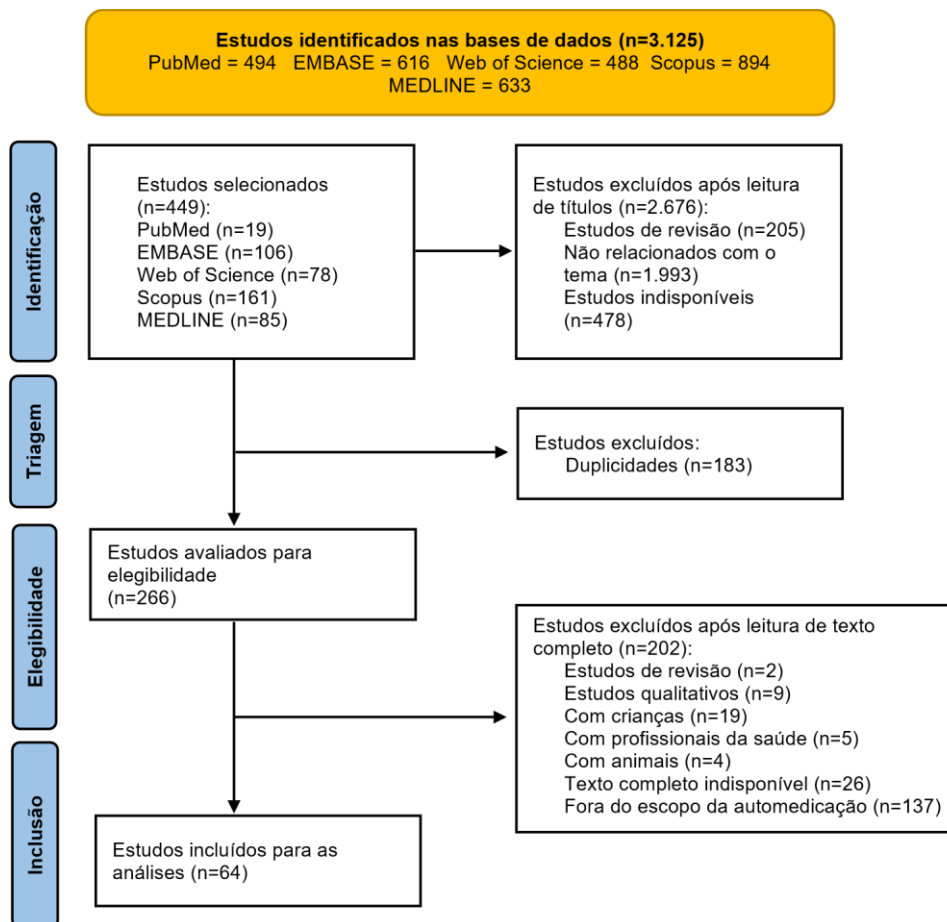 Estudos identificados nas bases de dados (n=3.125)
PubMed = 494 EMBASE = 616 Web of Science = 488 Scopus = 894
MEDLINE = 633
Identificação
Estudos selecionados
(n=449):
PubMed (n=19)
EMBASE (n=106)
Web of Science (n=78)
Scopus (n=161)
MEDLINE (n=85)
Estudos excluídos após leitura
de títulos (n=2.676):
Estudos de revisão (n=205)
Não relacionados com o
tema (n=1.993)
Estudos indisponíveis
(n=478)
Triagem
Estudos excluídos:
Duplicidades (n=183)
Elegibilidade
Estudos avaliados para
elegibilidade
(n=266)
Estudos excluídos após leitura de texto
completo (n=202):
Estudos de revisão (n=2)
Estudos qualitativos (n=9)
Com crianças (n=19)
Com profissionais da saúde (n=5)
Com animais (n=4)
Texto completo indisponível (n=26)
Fora do escopo da automedicação (n=137)
Inclusão
Estudos incluídos para as
análises (n=64)